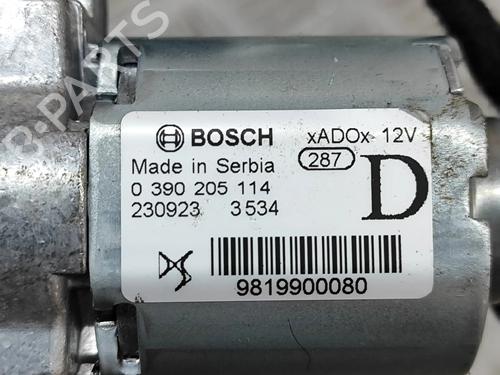 B-PARTS
BOSCH xADOx 12V
Made in Serbia 287
0 390 205 114 D
230923 3534
9819900080